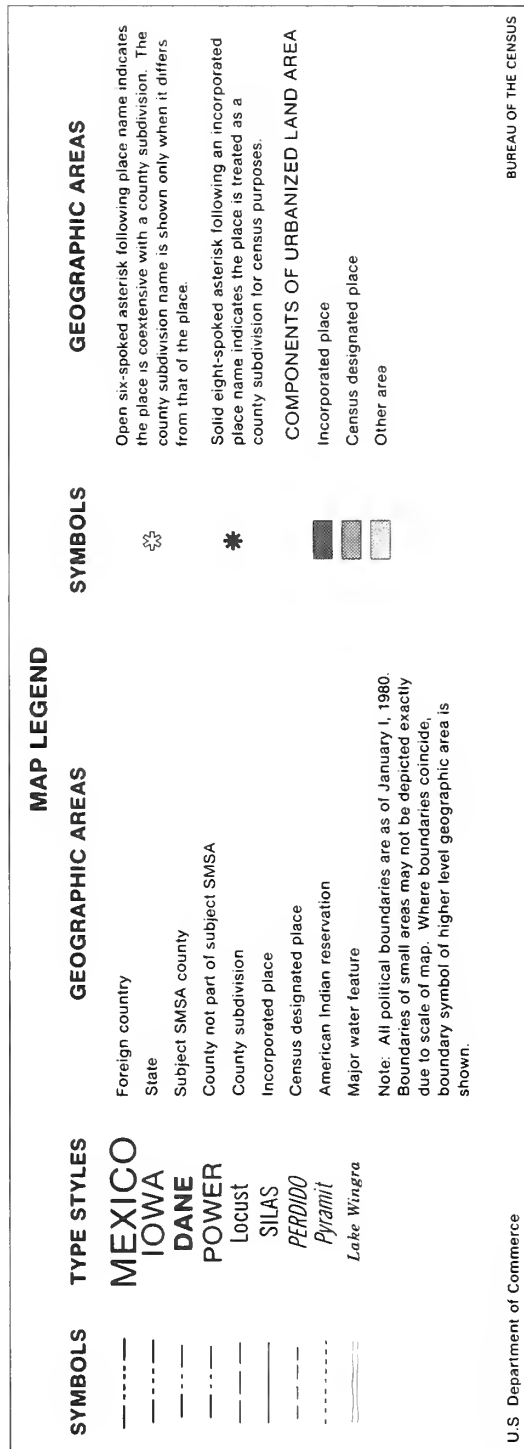 MAP LEGEND
SYMBOLS TYPE STYLES GEOGRAPHIC AREAS
MEXICO Foreign country
IOWA State
DANE Subject SMSA county
POWER County not part of subject SMSA
Locust County subdivision
SILAS Incorporated place
PERDIDO Census designated place
Pyramit American Indian reservation
Lake Wingra Major water feature
Note: All political boundaries are as of January 1, 1980.
Boundaries of small areas may not be depicted exactly
due to scale of map. Where boundaries coincide,
boundary symbol of higher level geographic area is
shown.
SYMBOLS GEOGRAPHIC AREAS
Open six-spoked asterisk following place name indicates
the place is coextensive with a county subdivision. The
county subdivision name is shown only when it differs
from that of the place.
Solid eight-spoked asterisk following an incorporated
place name indicates the place is treated as a
county subdivision for census purposes.
COMPONENTS OF URBANIZED LAND AREA
Incorporated place
Census designated place
Other area
U.S Department of Commerce
BUREAU OF THE CENSUS